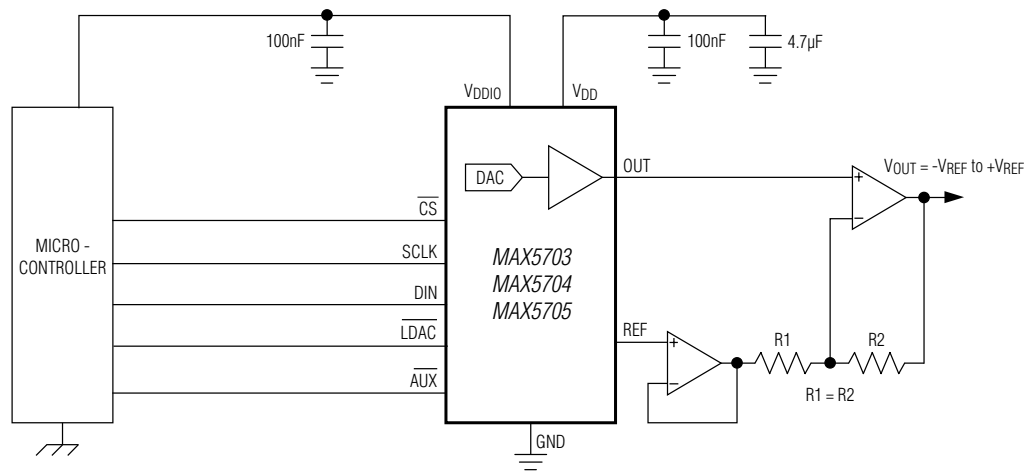 100nF
100nF
4.7µF
VDDIO
VDD
DAC
OUT
VOUT = -VREF to +VREF
+
−
CS
MICRO -
CONTROLLER
SCLK
MAX5703
DIN
MAX5704
MAX5705
LDAC
REF
+
−
R1
R2
AUX
R1 = R2
GND